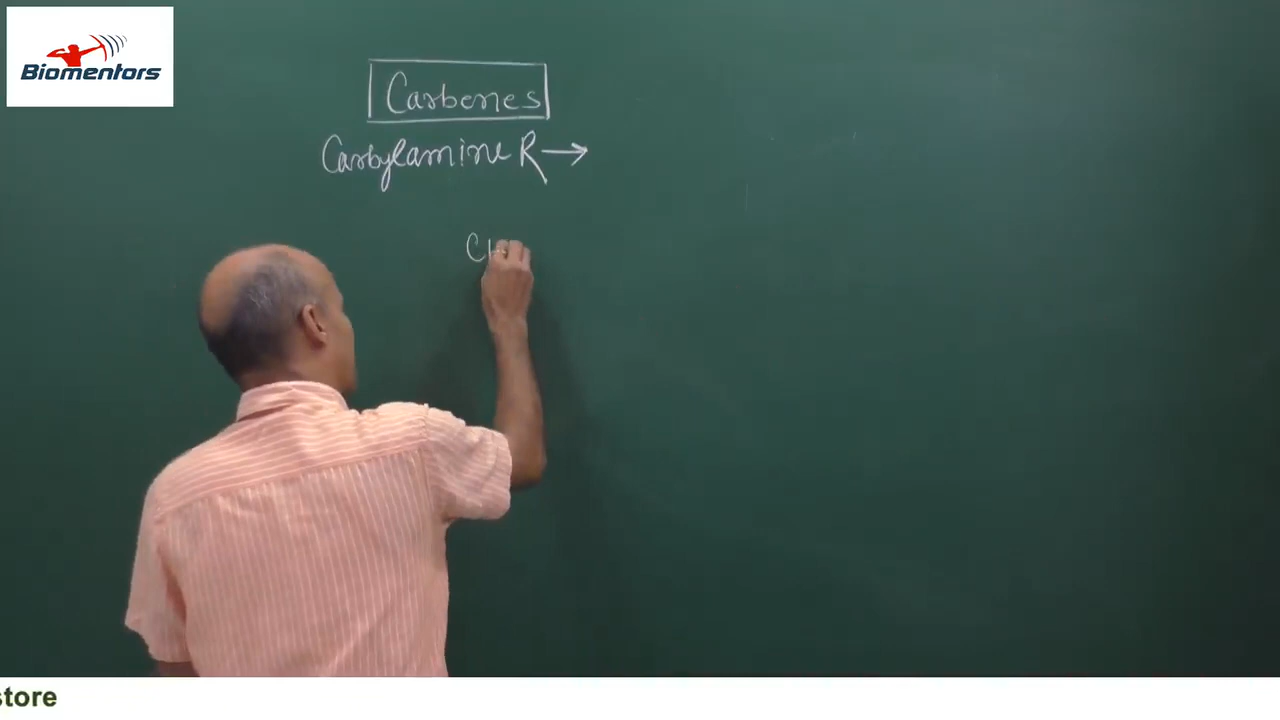 Biomentors
Carbenes
Carbylamine R→
C
store